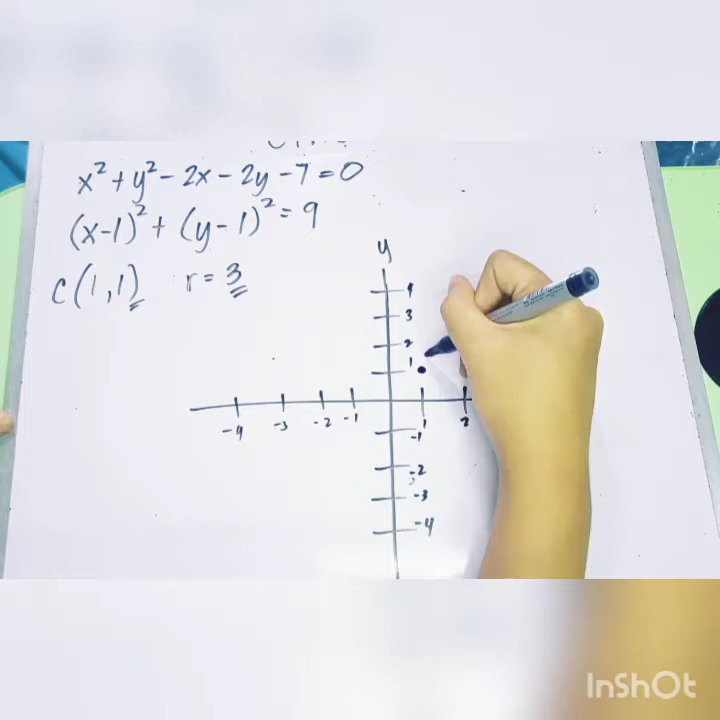 x² + y² - 2x - 2y - 7 = 0
(x-1)² + (y-1)² = 9
C(1,1) r = 3
y
4
3
2
1
-4 -3 -2 -1 1 2
-1
-2
-3
-4
InShOt